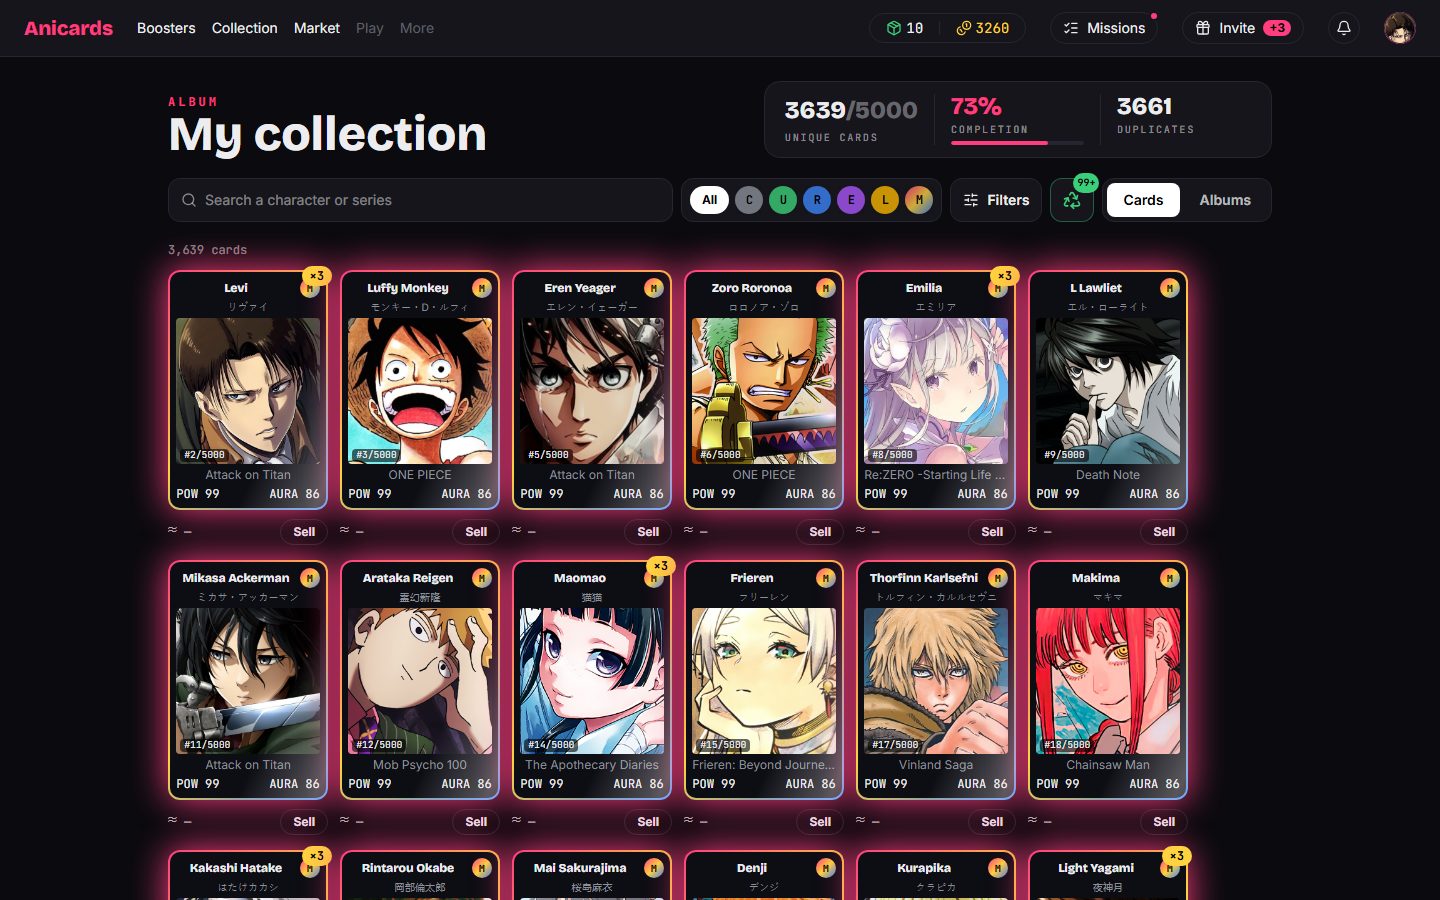 Anicards
Boosters
Collection
Market
Play
More
10
3260
Missions
Invite
+3
ALBUM
My collection
3639/5000
UNIQUE CARDS
73%
COMPLETION
3661
DUPLICATES
Search a character or series
All
C
U
R
E
L
M
Filters
99+
Cards
Albums
3,639 cards
Levi
M
×3
リヴァイ
#2/5000
Attack on Titan
POW 99
AURA 86
≈ —
Sell
Luffy Monkey
M
モンキー・D・ルフィ
#3/5000
ONE PIECE
POW 99
AURA 86
≈ —
Sell
Eren Yeager
M
エレン・イェーガー
#5/5000
Attack on Titan
POW 99
AURA 86
≈ —
Sell
Zoro Roronoa
M
ロロノア・ゾロ
#6/5000
ONE PIECE
POW 99
AURA 86
≈ —
Sell
Emilia
M
×3
エミリア
#8/5000
Re:ZERO -Starting Life ...
POW 99
AURA 86
≈ —
Sell
L Lawliet
M
エル・ローライト
#9/5000
Death Note
POW 99
AURA 86
≈ —
Sell
Mikasa Ackerman
M
ミカサ・アッカーマン
#11/5000
Attack on Titan
POW 99
AURA 86
≈ —
Sell
Arataka Reigen
M
霊幻新隆
#12/5000
Mob Psycho 100
POW 99
AURA 86
≈ —
Sell
Maomao
M
×3
猫猫
#14/5000
The Apothecary Diaries
POW 99
AURA 86
≈ —
Sell
Frieren
M
フリーレン
#15/5000
Frieren: Beyond Journe...
POW 99
AURA 86
≈ —
Sell
Thorfinn Karlsefni
M
トルフィン・カルルセヴニ
#17/5000
Vinland Saga
POW 99
AURA 86
≈ —
Sell
Makima
M
マキマ
#18/5000
Chainsaw Man
POW 99
AURA 86
≈ —
Sell
Kakashi Hatake
M
×3
はたけカカシ
Rintarou Okabe
M
岡部倫太郎
Mai Sakurajima
M
桜島麻衣
Denji
M
デンジ
Kurapika
M
クラピカ
Light Yagami
M
×3
夜神月